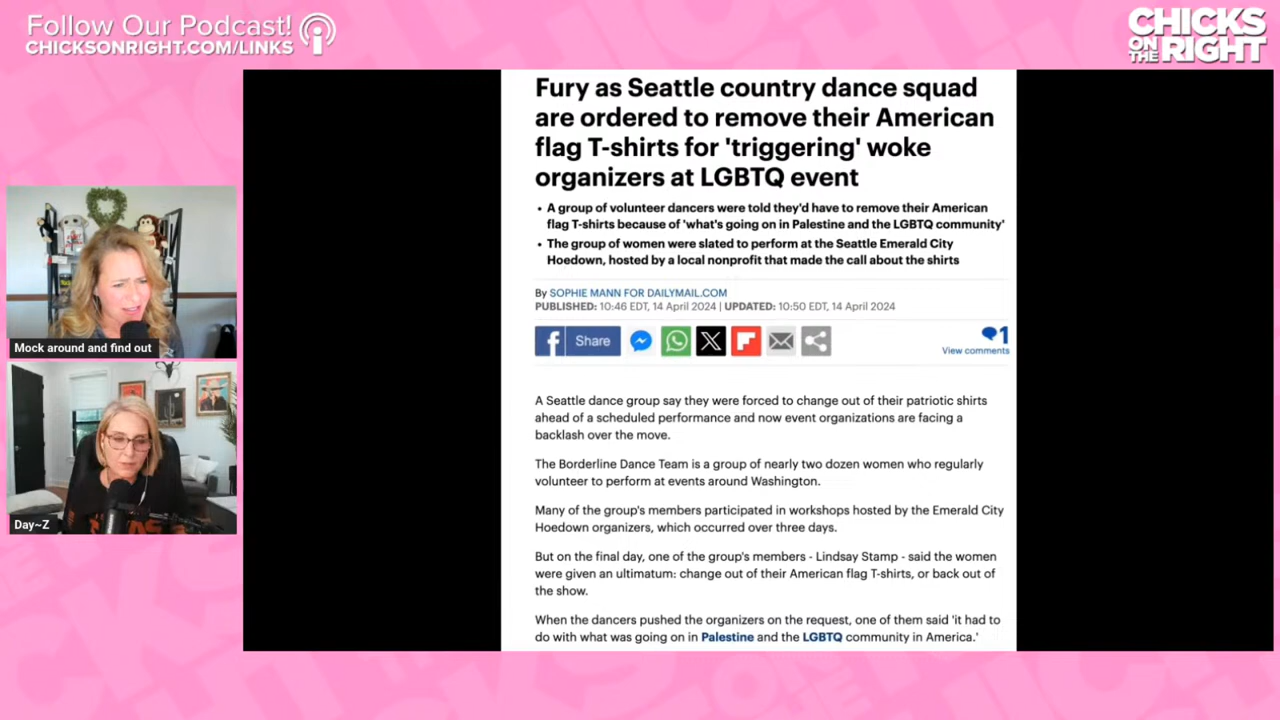 Follow Our Podcast!
CHICKSONRIGHT.COM/LINKS
CHICKS
ON THE
RIGHT
Mock around and find out
Day~Z
Fury as Seattle country dance squad
are ordered to remove their American
flag T-shirts for 'triggering' woke
organizers at LGBTQ event
• A group of volunteer dancers were told they'd have to remove their American
flag T-shirts because of 'what's going on in Palestine and the LGBTQ community'
• The group of women were slated to perform at the Seattle Emerald City
Hoedown, hosted by a local nonprofit that made the call about the shirts
By SOPHIE MANN FOR DAILYMAIL.COM
PUBLISHED: 10:46 EDT, 14 April 2024 | UPDATED: 10:50 EDT, 14 April 2024
f Share
1
View comments
A Seattle dance group say they were forced to change out of their patriotic shirts
ahead of a scheduled performance and now event organizations are facing a
backlash over the move.
The Borderline Dance Team is a group of nearly two dozen women who regularly
volunteer to perform at events around Washington.
Many of the group's members participated in workshops hosted by the Emerald City
Hoedown organizers, which occurred over three days.
But on the final day, one of the group's members - Lindsay Stamp - said the women
were given an ultimatum: change out of their American flag T-shirts, or back out of
the show.
When the dancers pushed the organizers on the request, one of them said 'it had to
do with what was going on in Palestine and the LGBTQ community in America.'